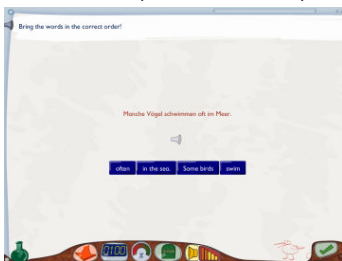 Bring the words in the correct order!
Manche Vögel schwimmen oft im Meer.
often in the sea. Some birds swim